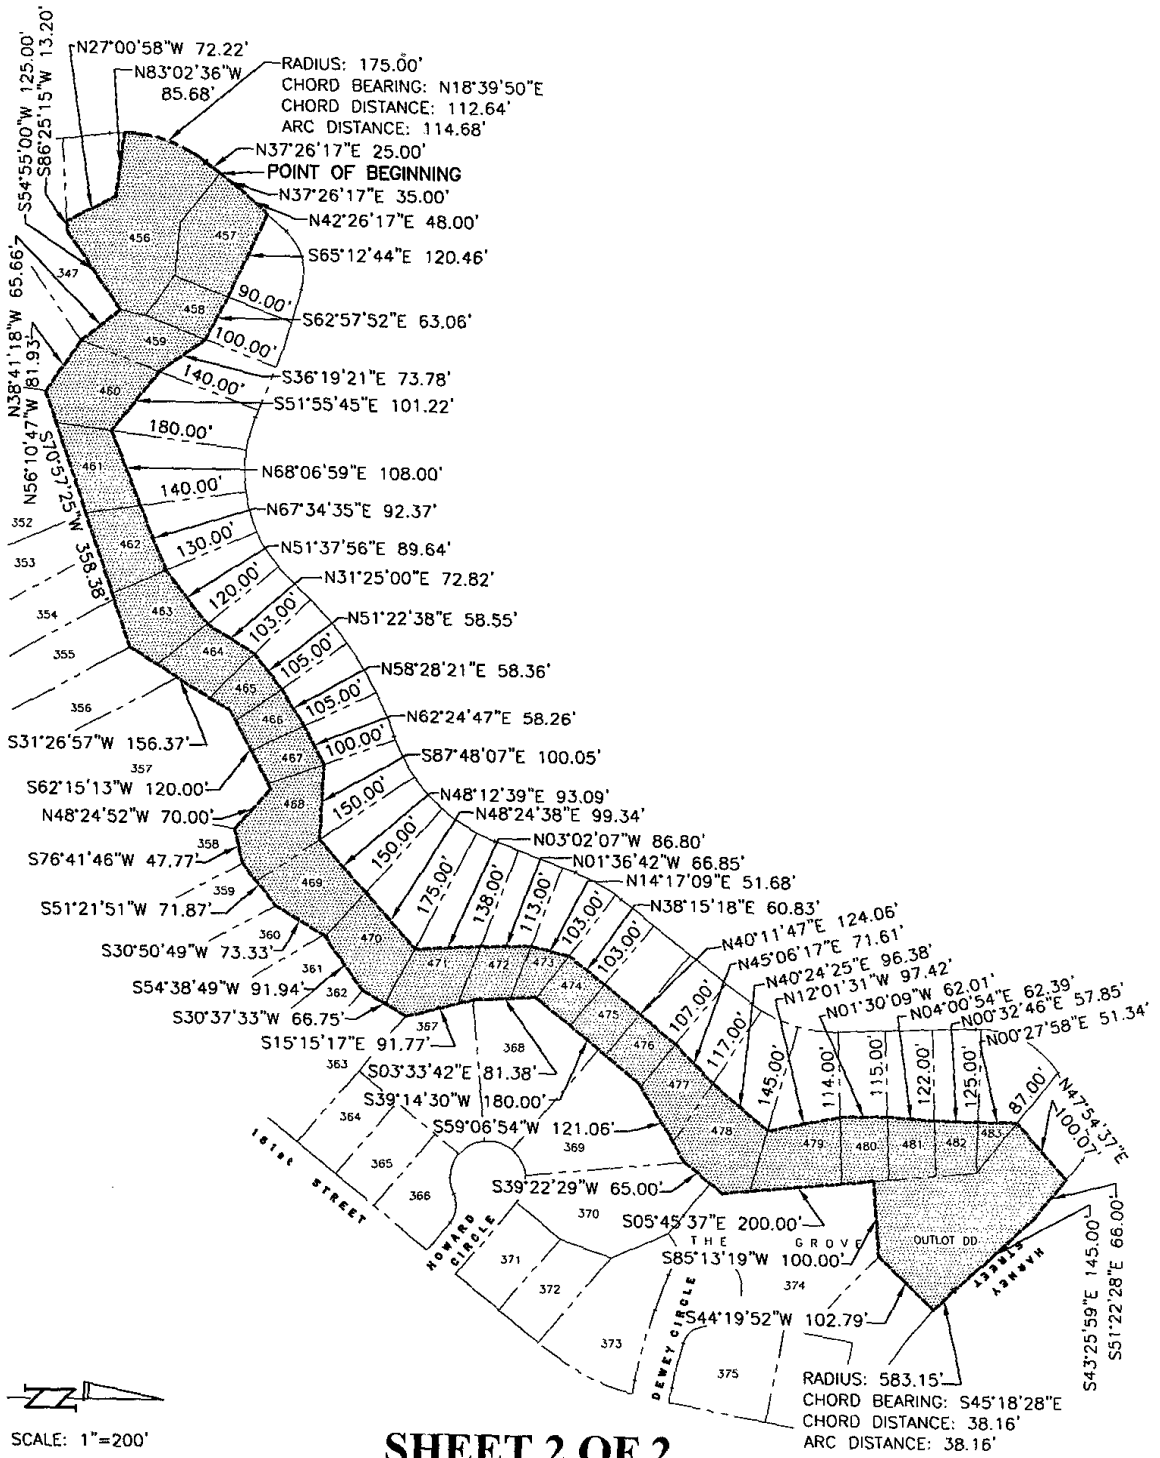 N27°00'58"W 72.22'
N83°02'36"W
85.68'
S54°55'00"W 125.00'
S86°25'15"W 13.20'
RADIUS: 175.00'
CHORD BEARING: N18°39'50"E
CHORD DISTANCE: 112.64'
ARC DISTANCE: 114.68'
N37°26'17"E 25.00'
POINT OF BEGINNING
N37°26'17"E 35.00'
N42°26'17"E 48.00'
S65°12'44"E 120.46'
456
457
347
N38°41'18"W 65.66'
90.00'
458
S62°57'52"E 63.06'
459
100.00'
N56°10'47"W 81.93'
S36°19'21"E 73.78'
140.00'
460
S51°55'45"E 101.22'
180.00'
S70°57'25"W 358.38'
461
N68°06'59"E 108.00'
140.00'
N67°34'35"E 92.37'
352
130.00'
462
N51°37'56"E 89.64'
353
N31°25'00"E 72.82'
120.00'
463
103.00'
354
N51°22'38"E 58.55'
464
355
105.00'
N58°28'21"E 58.36'
465
356
105.00'
466
N62°24'47"E 58.26'
S31°26'57"W 156.37'
100.00'
S87°48'07"E 100.05'
467
357
S62°15'13"W 120.00'
N48°12'39"E 93.09'
N48°24'52"W 70.00'
468
150.00'
N48°24'38"E 99.34'
358
150.00'
N03°02'07"W 86.80'
S76°41'46"W 47.77'
N01°36'42"W 66.85'
359
469
175.00'
138.00'
113.00'
N14°17'09"E 51.68'
S51°21'51"W 71.87'
103.00'
N38°15'18"E 60.83'
360
470
103.00'
N40°11'47"E 124.06'
S30°50'49"W 73.33'
N45°06'17"E 71.61'
361
471
472
473
N40°24'25"E 96.38'
S54°38'49"W 91.94'
362
474
107.00'
N12°01'31"W 97.42'
S30°37'33"W 66.75'
475
N01°30'09"W 62.01'
367
117.00'
N04°00'54"E 62.39'
S15°15'17"E 91.77'
368
476
N00°32'46"E 57.85'
363
145.00'
114.00'
115.00'
122.00'
125.00'
N00°27'58"E 51.34'
S03°33'42"E 81.38'
477
87.00'
S39°14'30"W 180.00'
N47°54'37"E
100.07'
364
S59°06'54"W 121.06'
478
479
480
481
482
483
369
181st
STREET
365
366
S39°22'29"W 65.00'
370
S05°45'37"E 200.00'
HOWARD
CIRCLE
THE GROVE
OUTLOT DD
S85°13'19"W 100.00'
HARNEY
STREET
371
372
374
S43°25'59"E 145.00'
S51°22'28"E 66.00'
DEWEY CIRCLE
S44°19'52"W 102.79'
373
375
RADIUS: 583.15'
CHORD BEARING: S45°18'28"E
CHORD DISTANCE: 38.16'
ARC DISTANCE: 38.16'
Z
SCALE: 1"=200'
SHEET 2 OF 2